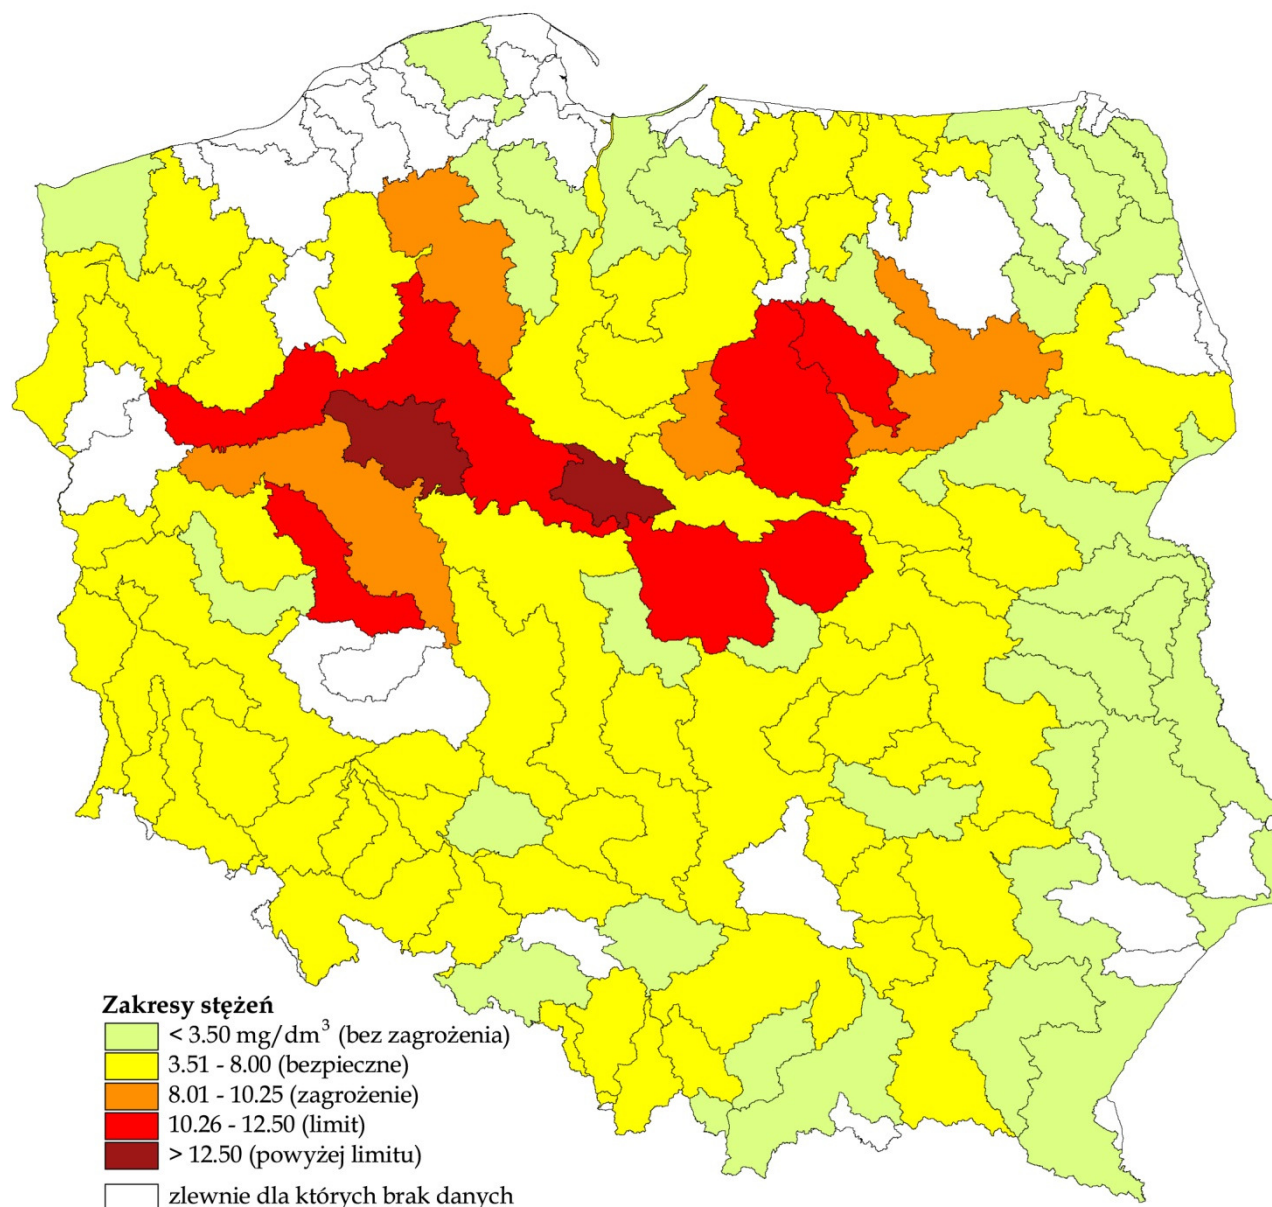 Zakresy stężeń
< 3.50 mg/dm³ (bez zagrożenia)
3.51 - 8.00 (bezpieczne)
8.01 - 10.25 (zagrożenie)
10.26 - 12.50 (limit)
> 12.50 (powyżej limitu)
zlewnie dla których brak danych